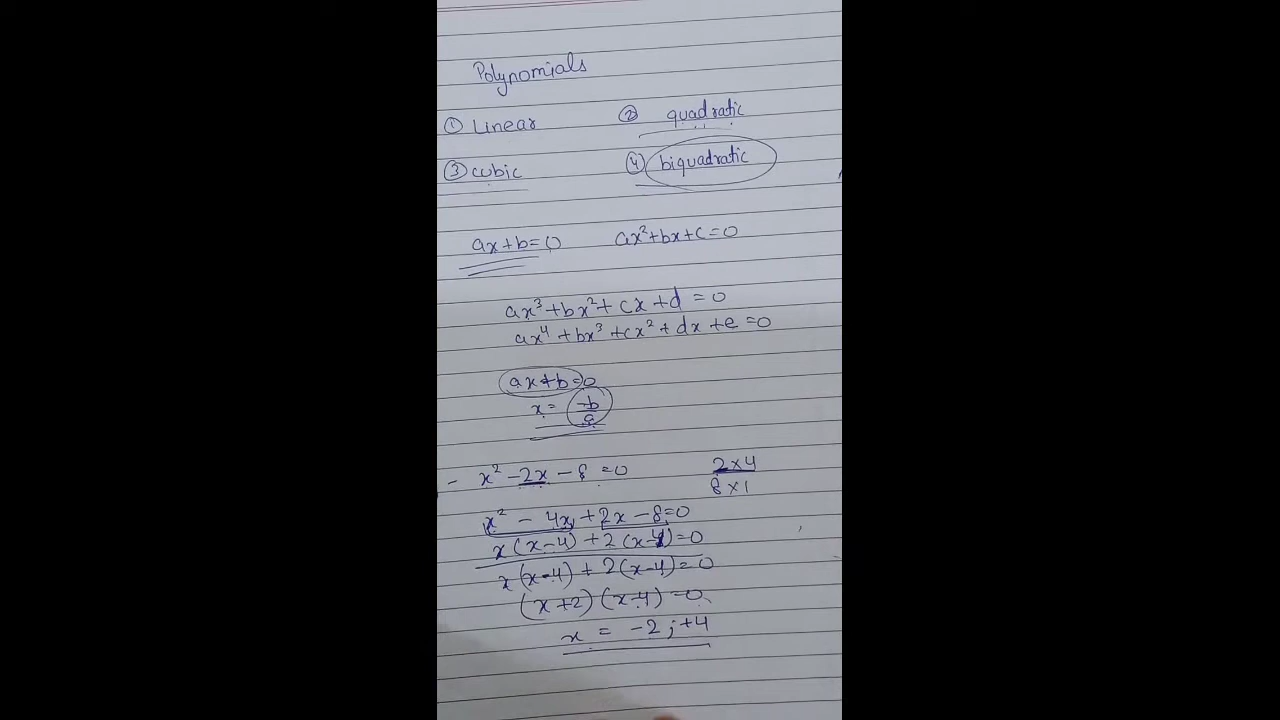 Polynomials
① Linear ② quadratic
③ cubic ④ biquadratic
ax+b=0 ax²+bx+c=0
ax³+bx²+cx+d=0
ax⁴+bx³+cx²+dx+e=0
ax+b=0
x= -b/a
- x²-2x-8=0 2×4
8×1
x²-4x+2x-8=0
x(x-4)+2(x-4)=0
x(x-4)+2(x-4)=0
(x+2)(x-4)=0
x = -2;+4